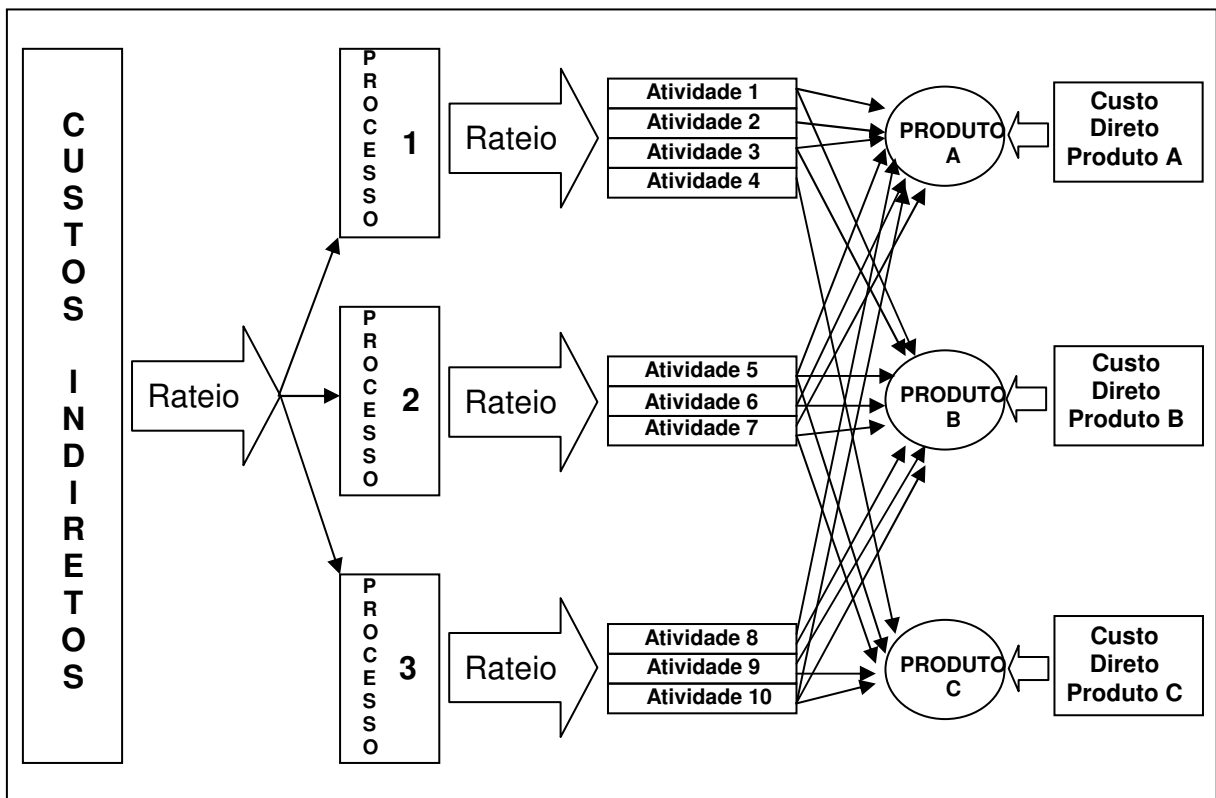 CUSTOS INDIRETOS
Rateio
PROCESSO
1
Rateio
Atividade 1
Atividade 2
Atividade 3
Atividade 4
PRODUTO
A
Custo
Direto
Produto A
PROCESSO
2
Rateio
Atividade 5
Atividade 6
Atividade 7
PRODUTO
B
Custo
Direto
Produto B
PROCESSO
3
Rateio
Atividade 8
Atividade 9
Atividade 10
PRODUTO
C
Custo
Direto
Produto C